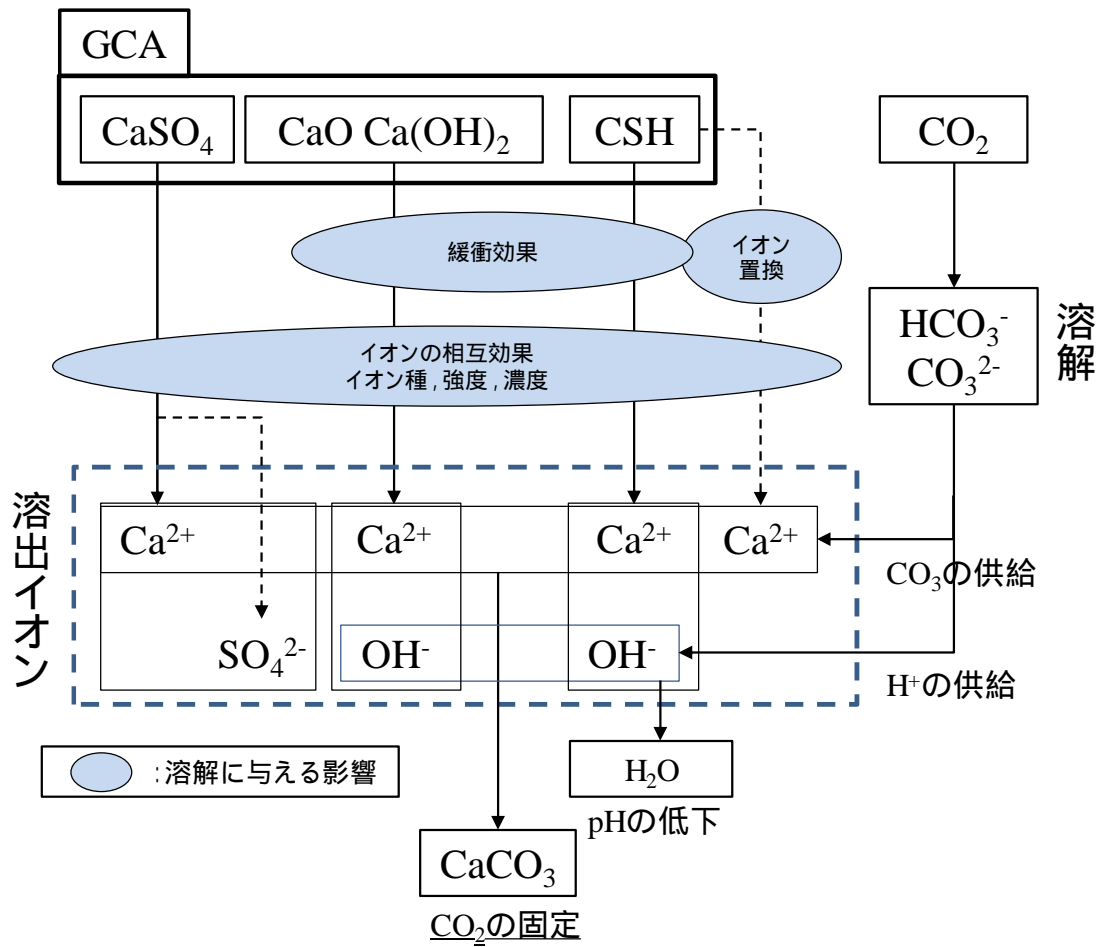 GCA
CaSO₄
CaO Ca(OH)₂
CSH
CO₂
緩衝効果
イオン
置換
HCO₃⁻
CO₃²⁻
溶解
イオンの相互効果
イオン種,強度,濃度
溶出イオン
Ca²⁺
Ca²⁺
Ca²⁺
Ca²⁺
CO₃の供給
SO₄²⁻
OH⁻
OH⁻
H⁺の供給
:溶解に与える影響
H₂O
pHの低下
CaCO₃
CO₂の固定